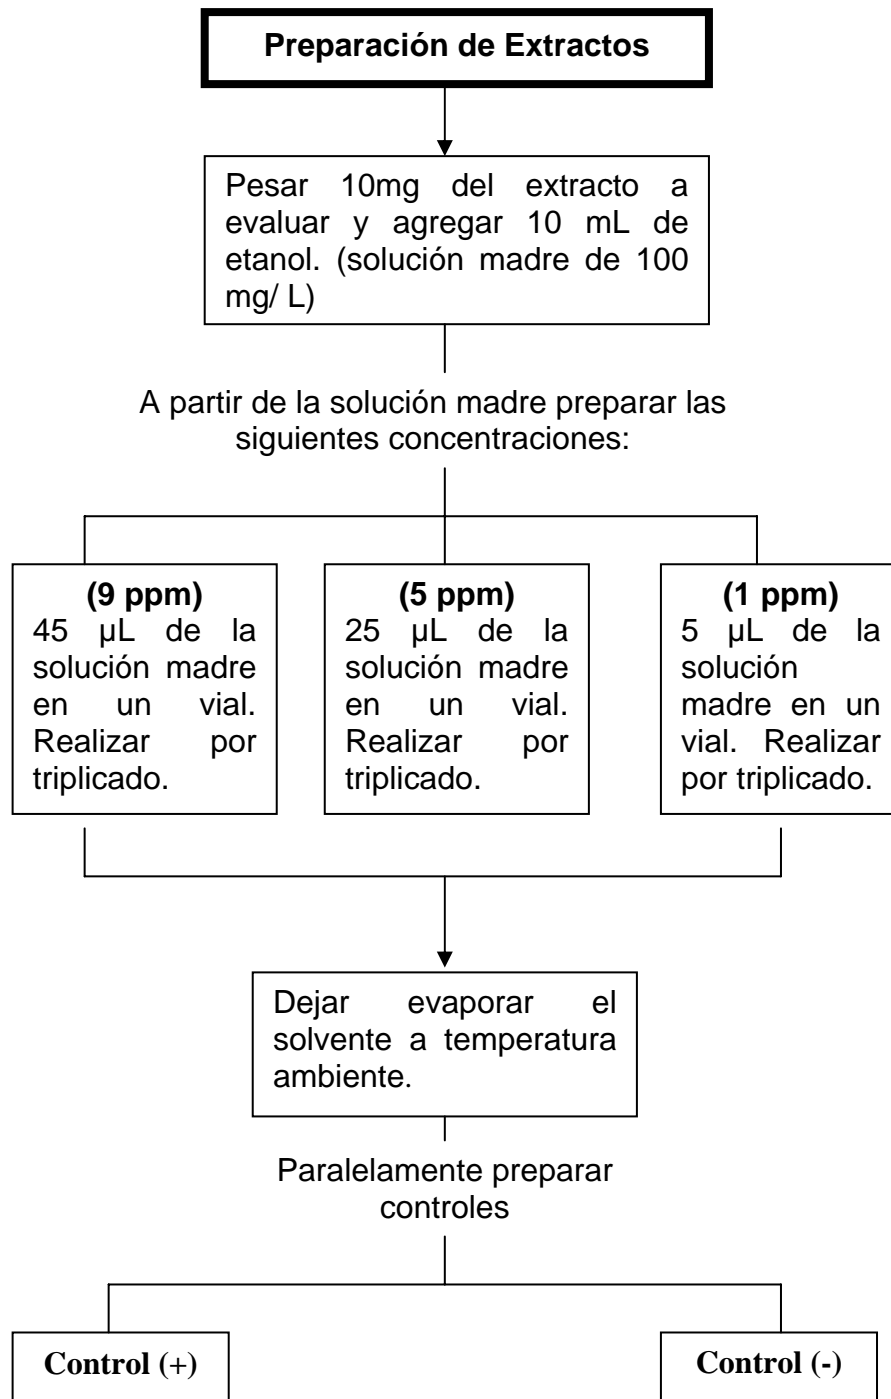 Preparación de Extractos
Pesar 10mg del extracto a
evaluar y agregar 10 mL de
etanol. (solución madre de 100
mg/ L)
A partir de la solución madre preparar las
siguientes concentraciones:
(9 ppm)
45 µL de la
solución madre
en un vial.
Realizar por
triplicado.
(5 ppm)
25 µL de la
solución madre
en un vial.
Realizar por
triplicado.
(1 ppm)
5 µL de la
solución
madre en un
vial. Realizar
por triplicado.
Dejar evaporar el
solvente a temperatura
ambiente.
Paralelamente preparar
controles
Control (+)
Control (-)